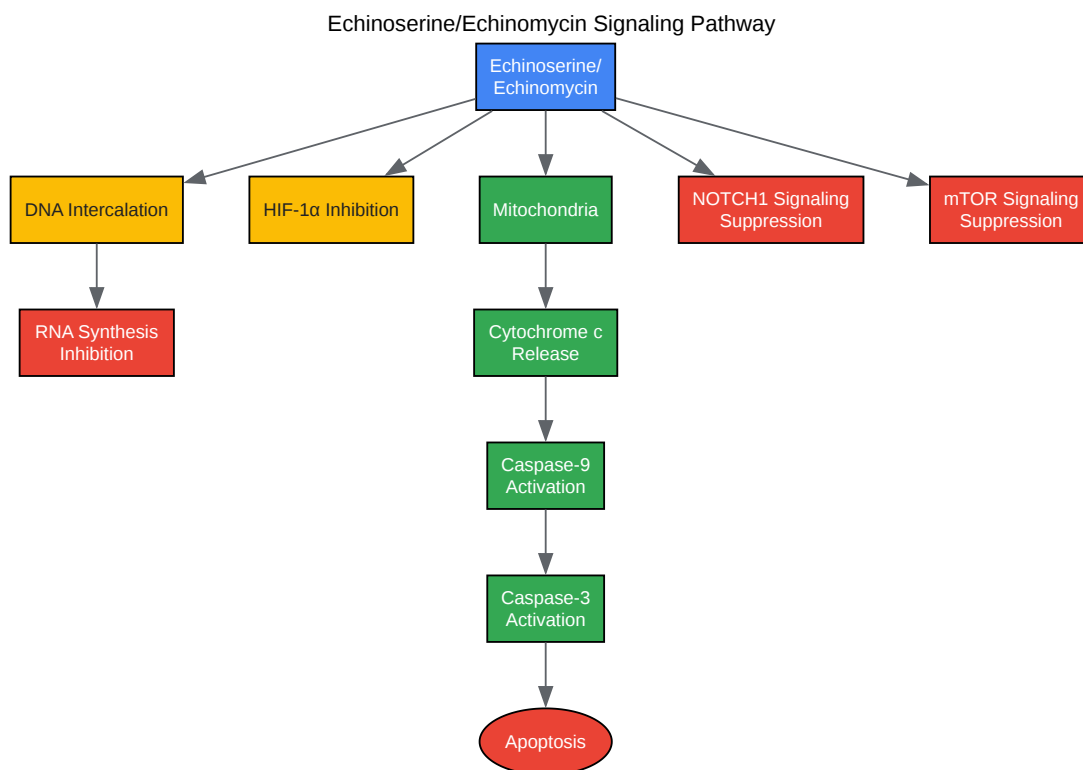 Echinoserine/Echinomycin Signaling Pathway
Echinoserine/
Echinomycin
DNA Intercalation
HIF-1α Inhibition
Mitochondria
NOTCH1 Signaling
Suppression
mTOR Signaling
Suppression
RNA Synthesis
Inhibition
Cytochrome c
Release
Caspase-9
Activation
Caspase-3
Activation
Apoptosis